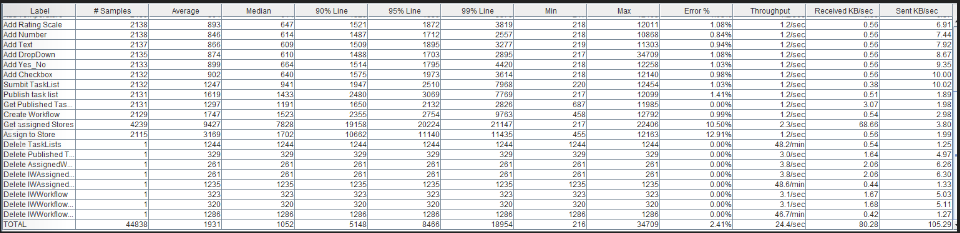 Label # Samples Average Median 90% Line 95% Line 99% Line Min Max Error % Throughput Received KB/sec Sent KB/sec
Add Rating Scale 2138 893 647 1521 1872 3819 218 12011 1.08% 1.2/sec 0.56 6.91
Add Number 2138 846 614 1487 1712 2557 218 10868 0.84% 1.2/sec 0.56 7.44
Add Text 2137 866 609 1509 1895 3277 219 11303 0.94% 1.2/sec 0.56 7.92
Add DropDown 2135 874 610 1488 1703 2895 217 34709 1.08% 1.2/sec 0.56 8.67
Add Yes_No 2133 899 664 1514 1795 4420 218 12258 1.03% 1.2/sec 0.56 9.35
Add Checkbox 2132 902 640 1575 1973 3614 218 12140 0.98% 1.2/sec 0.56 10.00
Sumbit TaskList 2132 1247 941 1947 2510 7968 220 12454 1.03% 1.2/sec 0.38 10.02
Publish task list 2131 1619 1433 2480 3069 7769 217 12099 1.41% 1.2/sec 0.51 1.89
Get Published Tas... 2131 1297 1191 1650 2132 2826 687 11985 0.00% 1.2/sec 3.07 1.98
Create Workflow 2129 1747 1523 2355 2754 9763 458 12792 0.99% 1.2/sec 0.54 2.98
Get assigned Stores 4239 9427 7828 19158 20224 21147 217 22406 10.50% 2.3/sec 68.66 3.80
Assign to Store 2115 3169 1702 10662 11140 11435 455 12163 12.91% 1.2/sec 0.56 1.99
Delete TaskLists 1 1244 1244 1244 1244 1244 1244 1244 0.00% 48.2/min 0.54 1.25
Delete Published T... 1 329 329 329 329 329 329 329 0.00% 3.0/sec 1.64 4.97
Delete AssignedW... 1 261 261 261 261 261 261 261 0.00% 3.8/sec 2.06 6.26
Delete IWAssigned... 1 261 261 261 261 261 261 261 0.00% 3.8/sec 2.06 6.30
Delete IWAssigned... 1 1235 1235 1235 1235 1235 1235 1235 0.00% 48.6/min 0.44 1.33
Delete IWWorkflow 1 323 323 323 323 323 323 323 0.00% 3.1/sec 1.67 5.03
Delete IWWorkflow... 1 320 320 320 320 320 320 320 0.00% 3.1/sec 1.68 5.11
Delete IWWorkflow... 1 1286 1286 1286 1286 1286 1286 1286 0.00% 46.7/min 0.42 1.27
TOTAL 44838 1931 1052 5148 8466 18954 216 34709 2.41% 24.4/sec 80.28 105.29